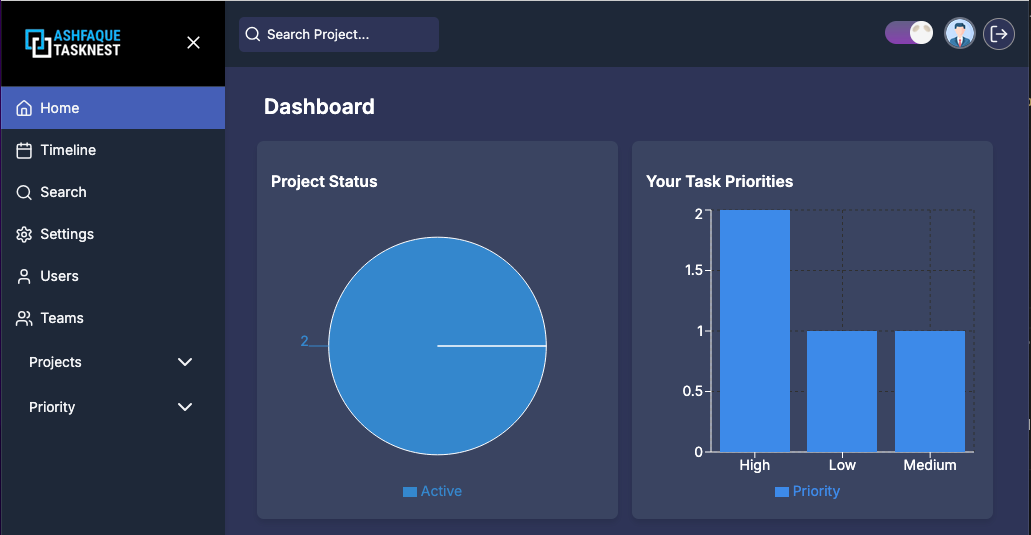 ASHFAQUE
TASKNEST
Search Project...
Home
Timeline
Search
Settings
Users
Teams
Projects
Priority
Dashboard
Project Status
2
Active
Your Task Priorities
2
1.5
1
0.5
0
High Low Medium
Priority